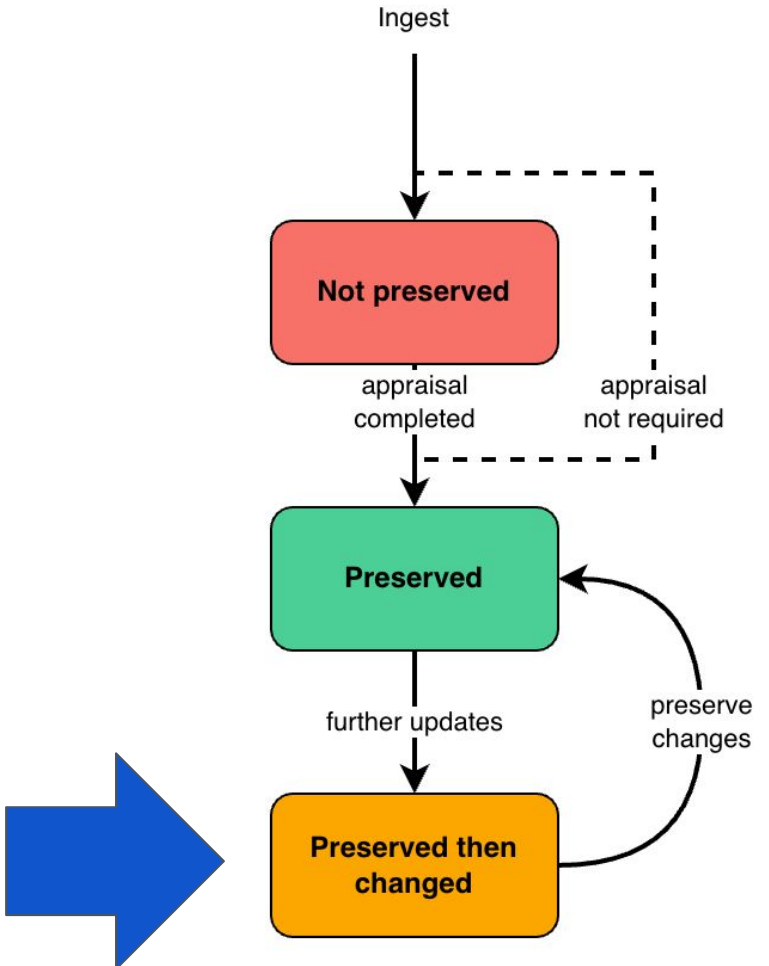 Ingest
Not preserved
appraisal
completed
appraisal
not required
Preserved
further updates
preserve
changes
Preserved then
changed